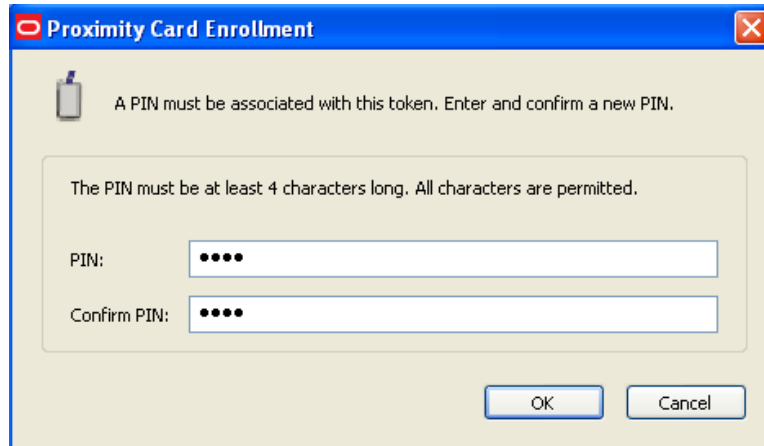 Proximity Card Enrollment
A PIN must be associated with this token. Enter and confirm a new PIN.
The PIN must be at least 4 characters long. All characters are permitted.
PIN: ●●●●
Confirm PIN: ●●●●
OK Cancel